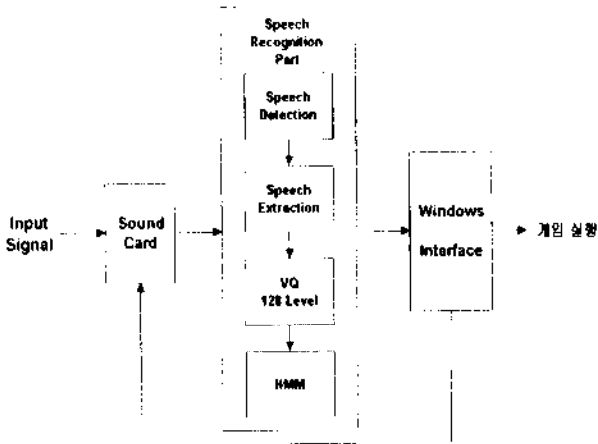 Input
Signal
Sound
Card
Speech
Recognition
Part
Speech
Detection
Speech
Extraction
VQ
128 Level
HMM
Windows
Interface
게임 실행